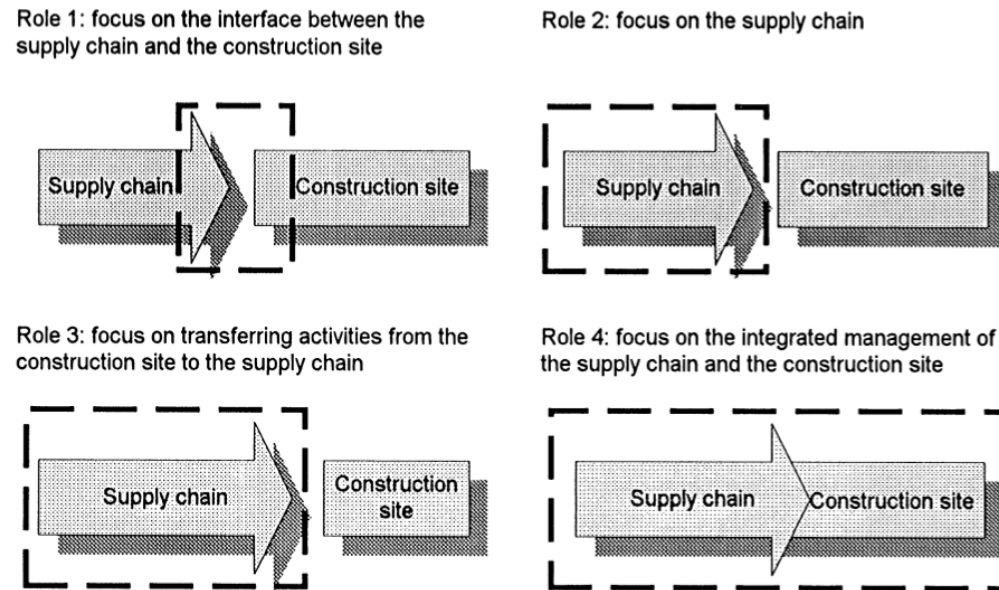 Role 1: focus on the interface between the
supply chain and the construction site
Supply chain
Construction site
Role 2: focus on the supply chain
Supply chain
Construction site
Role 3: focus on transferring activities from the
construction site to the supply chain
Supply chain
Construction
site
Role 4: focus on the integrated management of
the supply chain and the construction site
Supply chain
Construction site